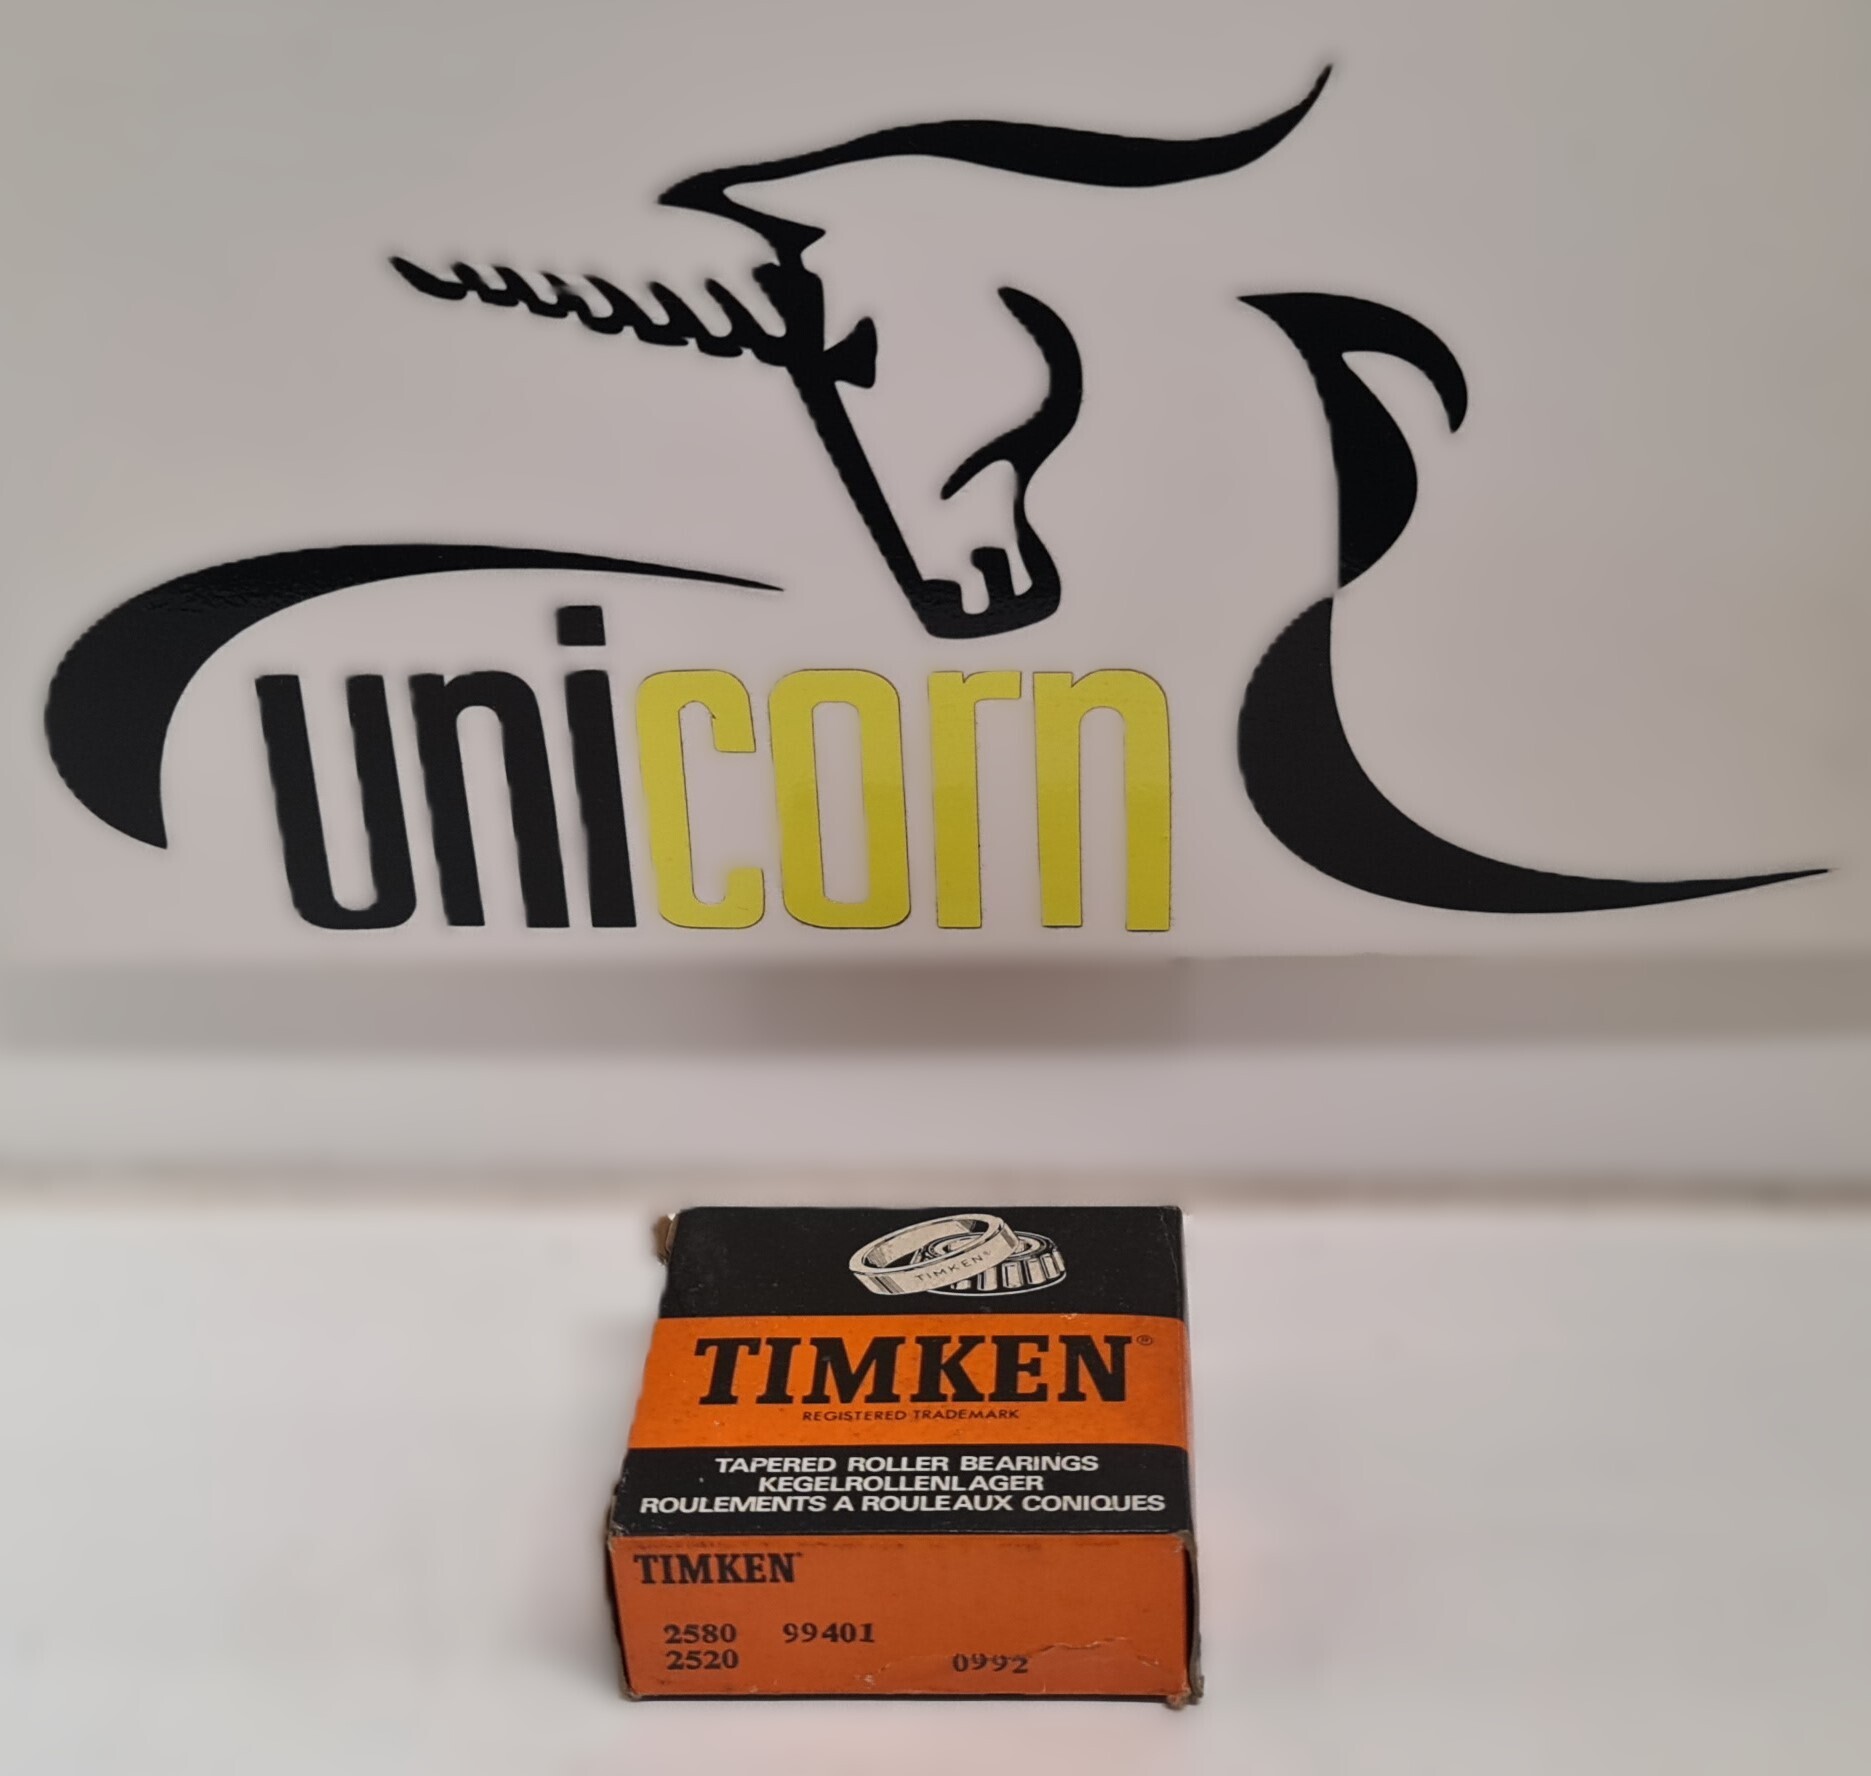 unicorn
TIMKEN®
TIMKEN®
REGISTERED TRADEMARK
TAPERED ROLLER BEARINGS
KEGELROLLENLAGER
ROULEMENTS A ROULEAUX CONIQUES
TIMKEN
2580 99401
2520 0992